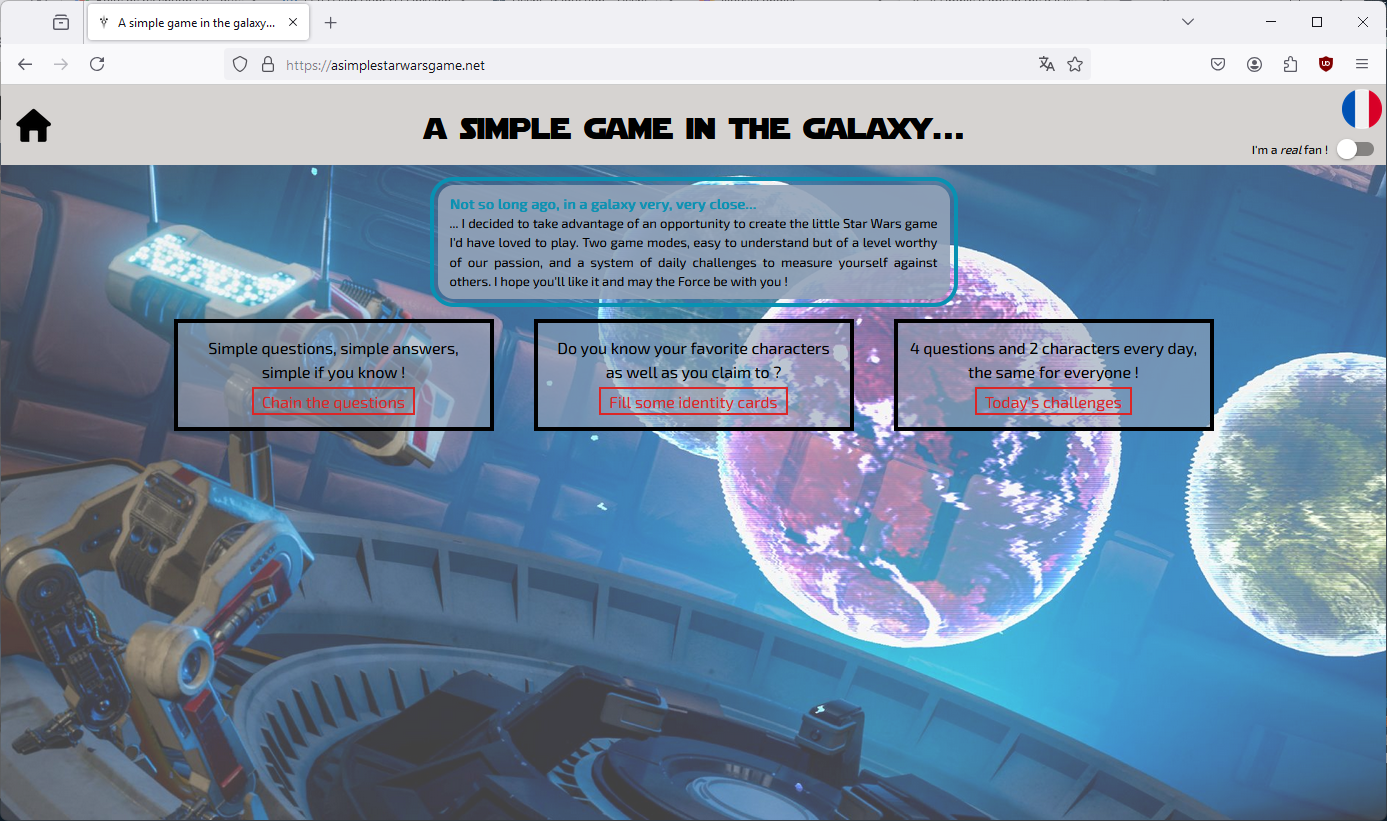 A simple game in the galaxy...
https://asimplestarwarsgame.net
A SIMPLE GAME IN THE GALAXY...
I'm a real fan !
Not so long ago, in a galaxy very, very close...
... I decided to take advantage of an opportunity to create the little Star Wars game
I'd have loved to play. Two game modes, easy to understand but of a level worthy
of our passion, and a system of daily challenges to measure yourself against
others. I hope you'll like it and may the Force be with you !
Simple questions, simple answers,
simple if you know !
Chain the questions
Do you know your favorite characters
as well as you claim to ?
Fill some identity cards
4 questions and 2 characters every day,
the same for everyone !
Today's challenges